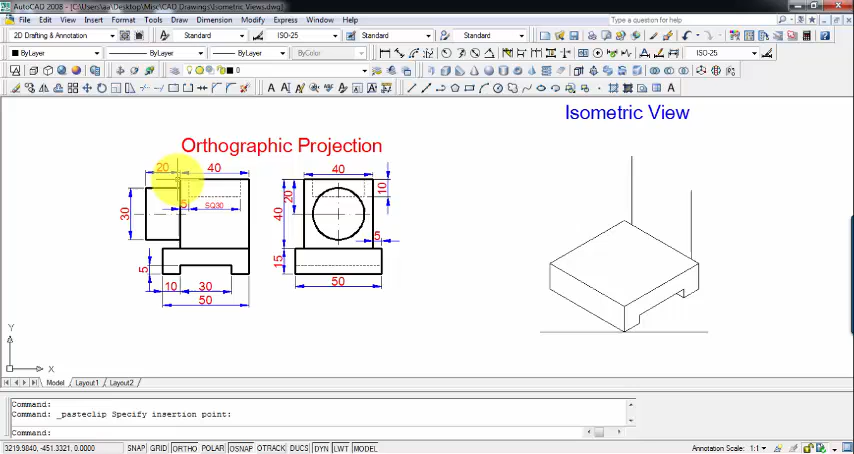 AutoCAD 2008 - [C:\Users\aa\Desktop\Misc\CAD Drawings\Isometric Views.dwg]
File Edit View Insert Format Tools Draw Dimension Modify Express Window Help
Type a question for help
2D Drafting & Annotation Standard ISO-25 Standard Standard
ByLayer ByLayer ByLayer ByColor ISO-25
0
Isometric View
Orthographic Projection
20 40 40
10
20
30 5 SQ30 40
5
5 15
10 30 50
50
Y
X
Model Layout1 Layout2
Command:
Command: _pasteclip Specify insertion point:
Command:
3219.9840, -451.3321, 0.0000 SNAP GRID ORTHO POLAR OSNAP OTRACK DUCS DYN LWT MODEL Annotation Scale: 1:1